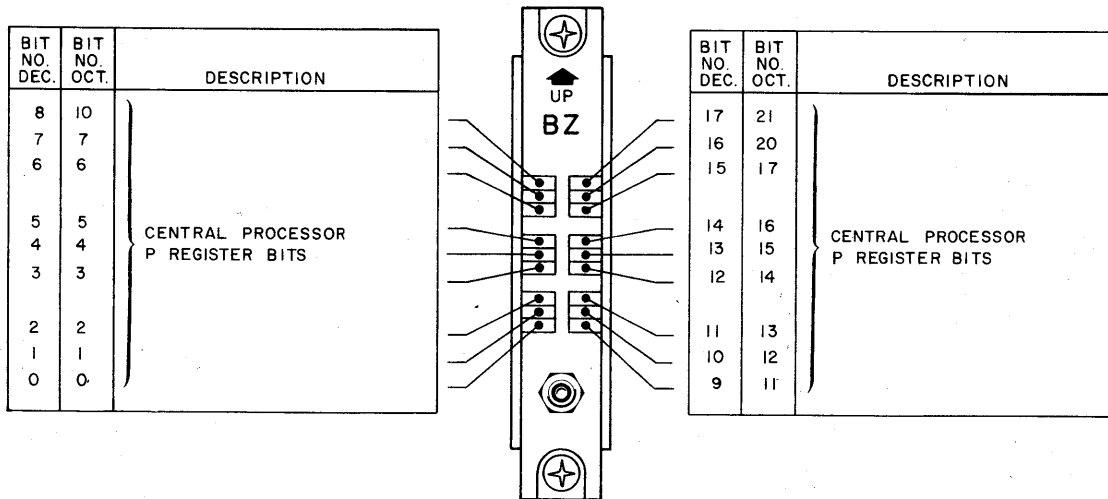 BIT NO. DEC. BIT NO. OCT. DESCRIPTION
8 10
7 7
6 6
5 5
4 4
3 3
2 2
1 1
0 0
CENTRAL PROCESSOR
P REGISTER BITS
UP
BZ
BIT NO. DEC. BIT NO. OCT. DESCRIPTION
17 21
16 20
15 17
14 16
13 15
12 14
11 13
10 12
9 11
CENTRAL PROCESSOR
P REGISTER BITS